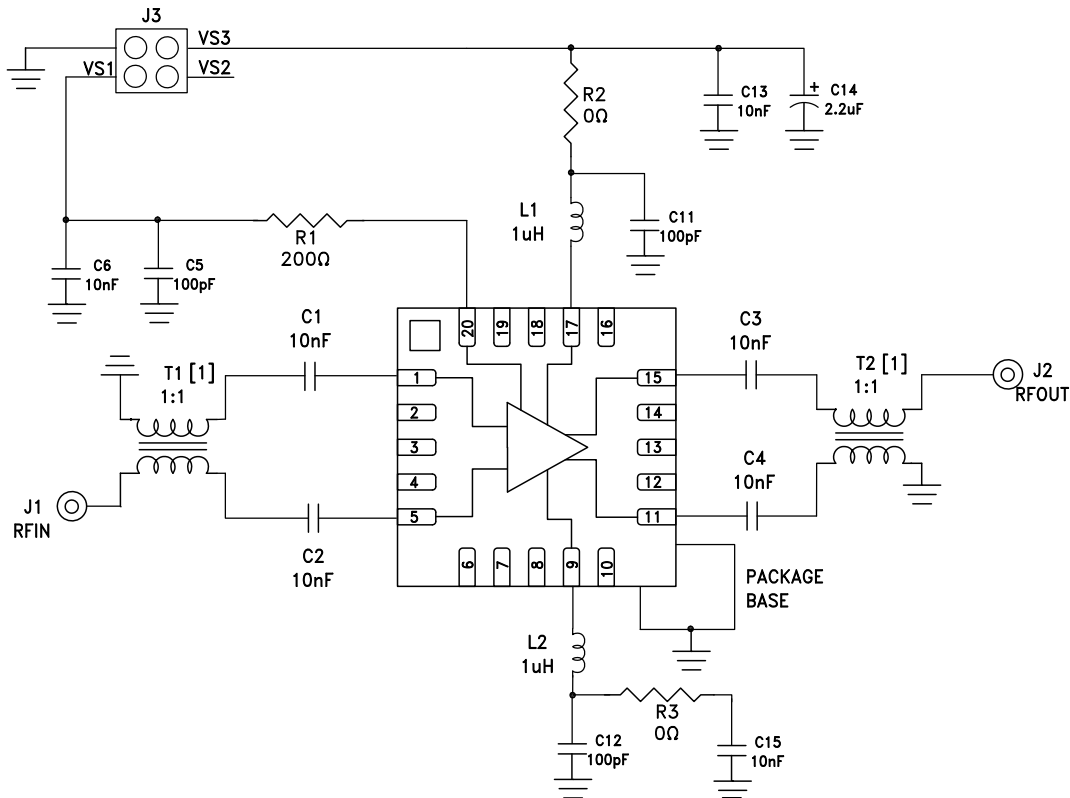 J3
VS3
VS1
VS2
R2
0Ω
C13
10nF
+
C14
2.2uF
L1
1uH
C11
100pF
R1
200Ω
C6
10nF
C5
100pF
C1
10nF
20
19
18
17
16
C3
10nF
T1 [1]
1:1
T2 [1]
1:1
J2
RFOUT
1
15
2
14
3
13
4
12
5
11
J1
RFIN
C4
10nF
C2
10nF
6
7
8
9
10
PACKAGE
BASE
L2
1uH
R3
0Ω
C12
100pF
C15
10nF